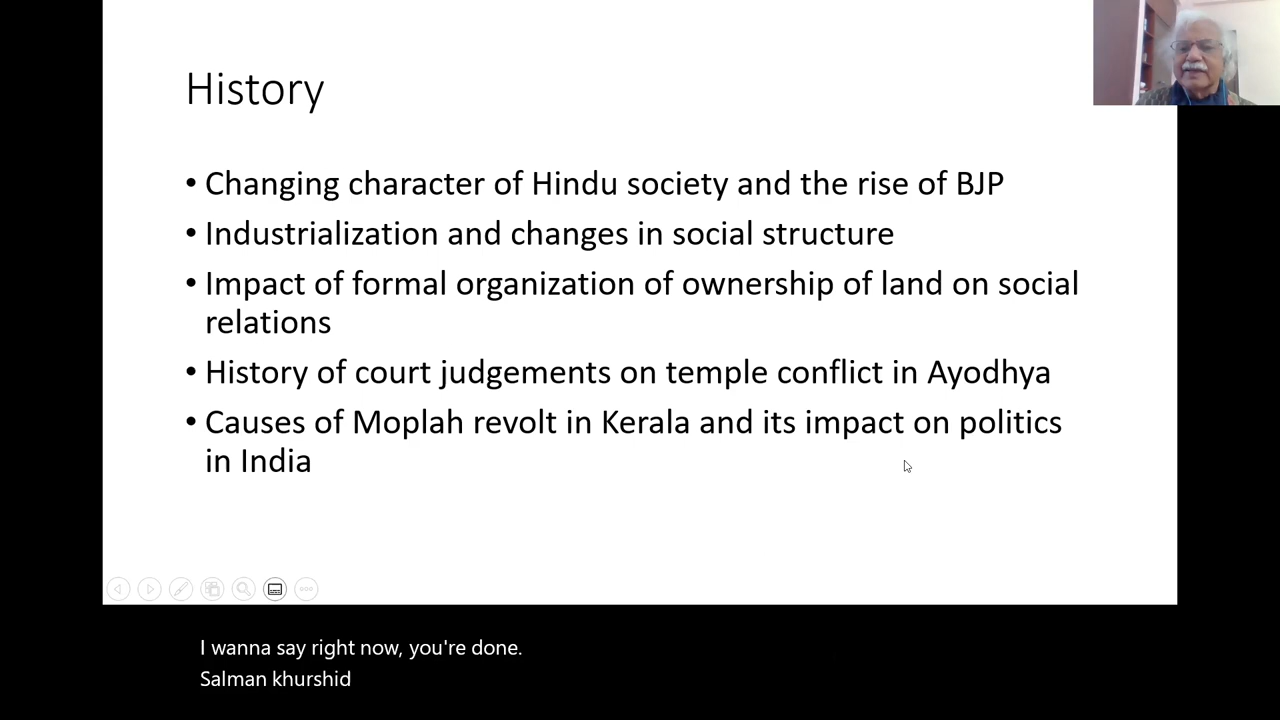 History
• Changing character of Hindu society and the rise of BJP
• Industrialization and changes in social structure
• Impact of formal organization of ownership of land on social
relations
• History of court judgements on temple conflict in Ayodhya
• Causes of Moplah revolt in Kerala and its impact on politics
in India
I wanna say right now, you're done.
Salman khurshid